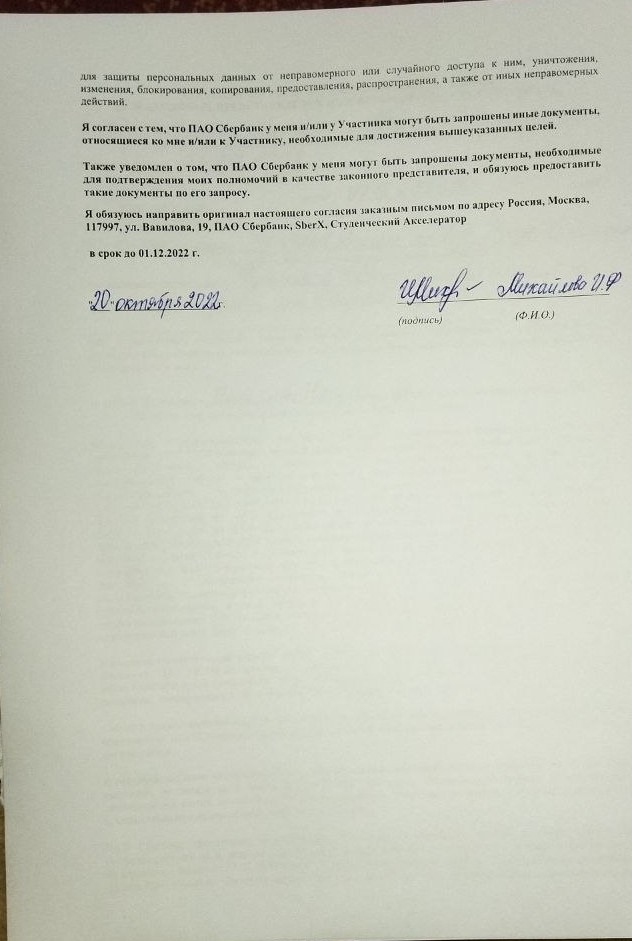 для защиты персональных данных от неправомерного или случайного доступа к ним, уничтожения,
изменения, блокирования, копирования, предоставления, распространения, а также от иных неправомерных
действий.
Я согласен с тем, что ПАО Сбербанк у меня и/или у Участника могут быть запрошены иные документы,
относящиеся ко мне и/или к Участнику, необходимые для достижения вышеуказанных целей.
Также уведомлен о том, что ПАО Сбербанк у меня могут быть запрошены документы, необходимые
для подтверждения моих полномочий в качестве законного представителя, и обязуюсь предоставить
такие документы по его запросу.
Я обязуюсь направить оригинал настоящего согласия заказным письмом по адресу Россия, Москва,
117997, ул. Вавилова, 19, ПАО Сбербанк, SberX, Студенческий Акселератор
в срок до 01.12.2022 г.
"20" октября 2022г. Михайлова И.Ф
(подпись) (Ф.И.О.)